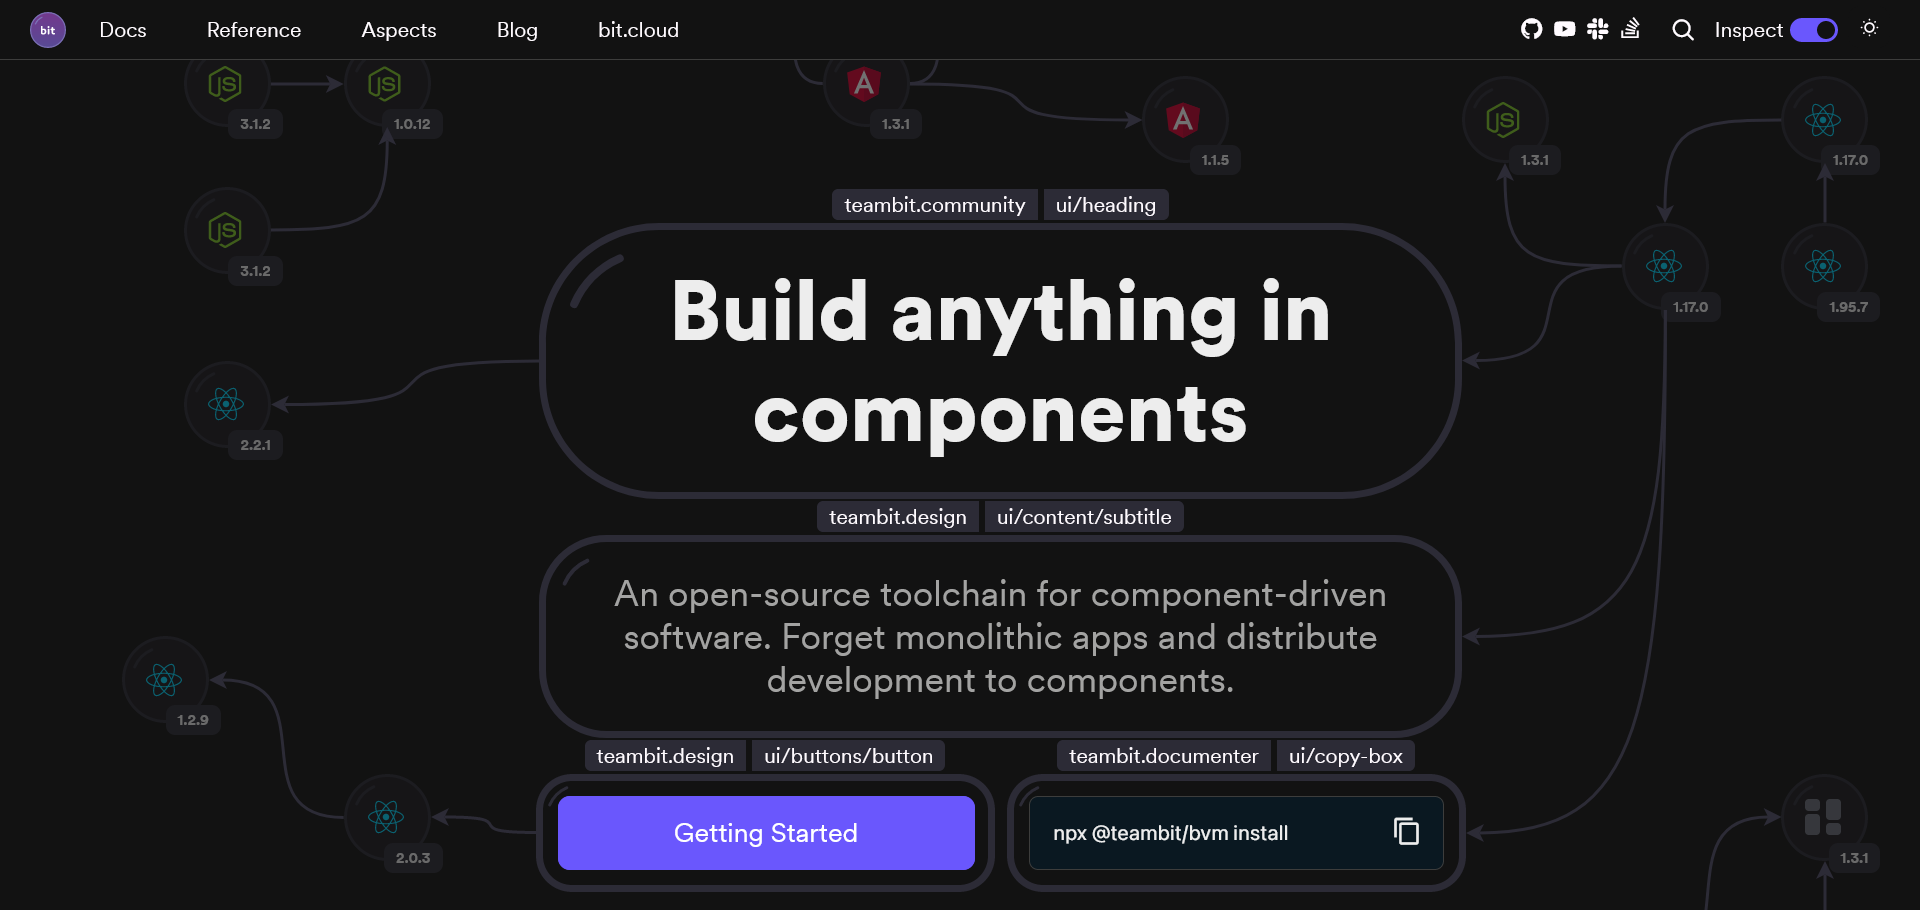 bit
Docs
Reference
Aspects
Blog
bit.cloud
Inspect
JS
3.1.2
JS
1.0.12
A
1.3.1
A
1.1.5
JS
1.3.1
1.17.0
JS
3.1.2
teambit.community
ui/heading
Build anything in
components
1.17.0
1.95.7
2.2.1
teambit.design
ui/content/subtitle
An open-source toolchain for component-driven
software. Forget monolithic apps and distribute
development to components.
1.2.9
teambit.design
ui/buttons/button
teambit.documenter
ui/copy-box
Getting Started
npx @teambit/bvm install
2.0.3
1.3.1